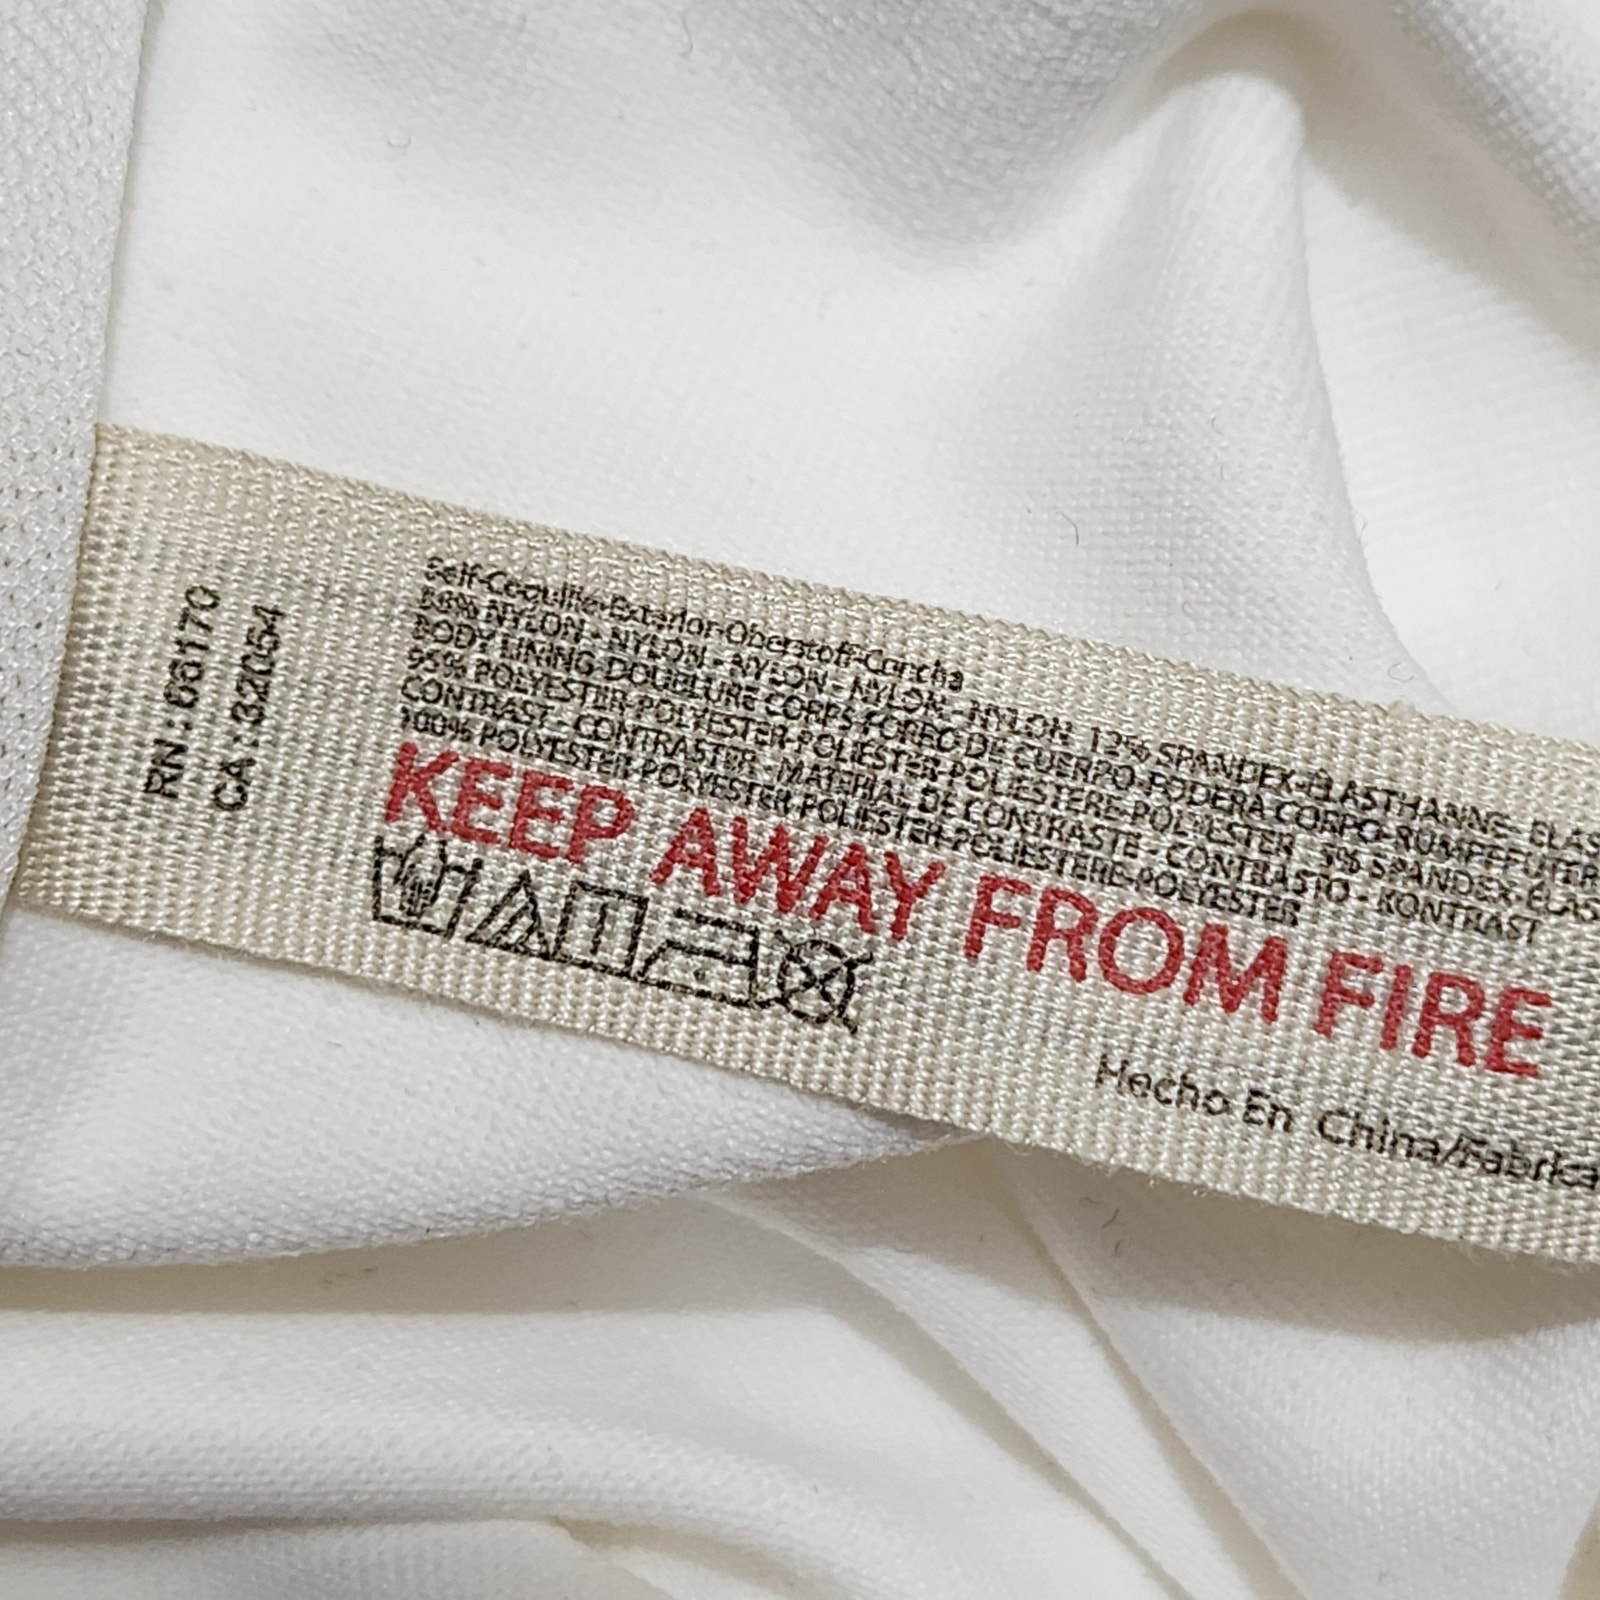 RN : 66170
CA : 32054
Self-Coquille-Exterior-Oberstoff-Concha
88% NYLON - NYLON - NYLON - NYLON - NYLON 12% SPANDEX-ELASTHANNE- ELAS
BODY LINING-DOUBLURE CORPS-FORRO DE CUERPO-FODERA CORPO-RUMPFFUTTER
95% POLYESTER-POLYESTER-POLIESTER-POLIESTERE-POLYESTER 5% SPANDEX-ELAS
CONTRAST - CONTRASTER - MATERIAL DE CONTRASTE - CONTRASTO - KONTRAST
100% POLYESTER-POLYESTER-POLIESTER-POLIESTERE-POLYESTER
KEEP AWAY FROM FIRE
Hecho En China/Fabrica